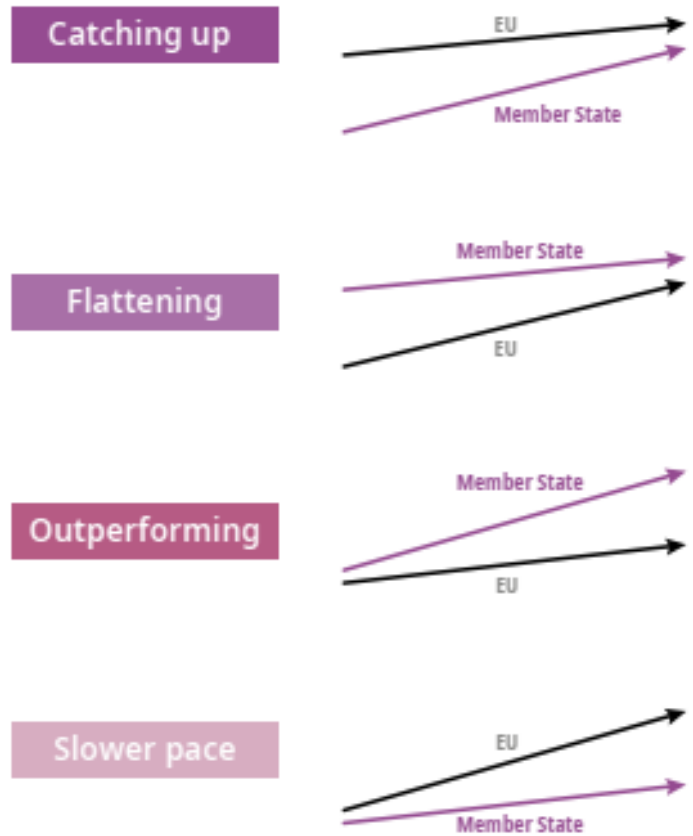 Catching up
EU
Member State
Member State
Flattening
EU
Member State
Outperforming
EU
EU
Slower pace
Member State